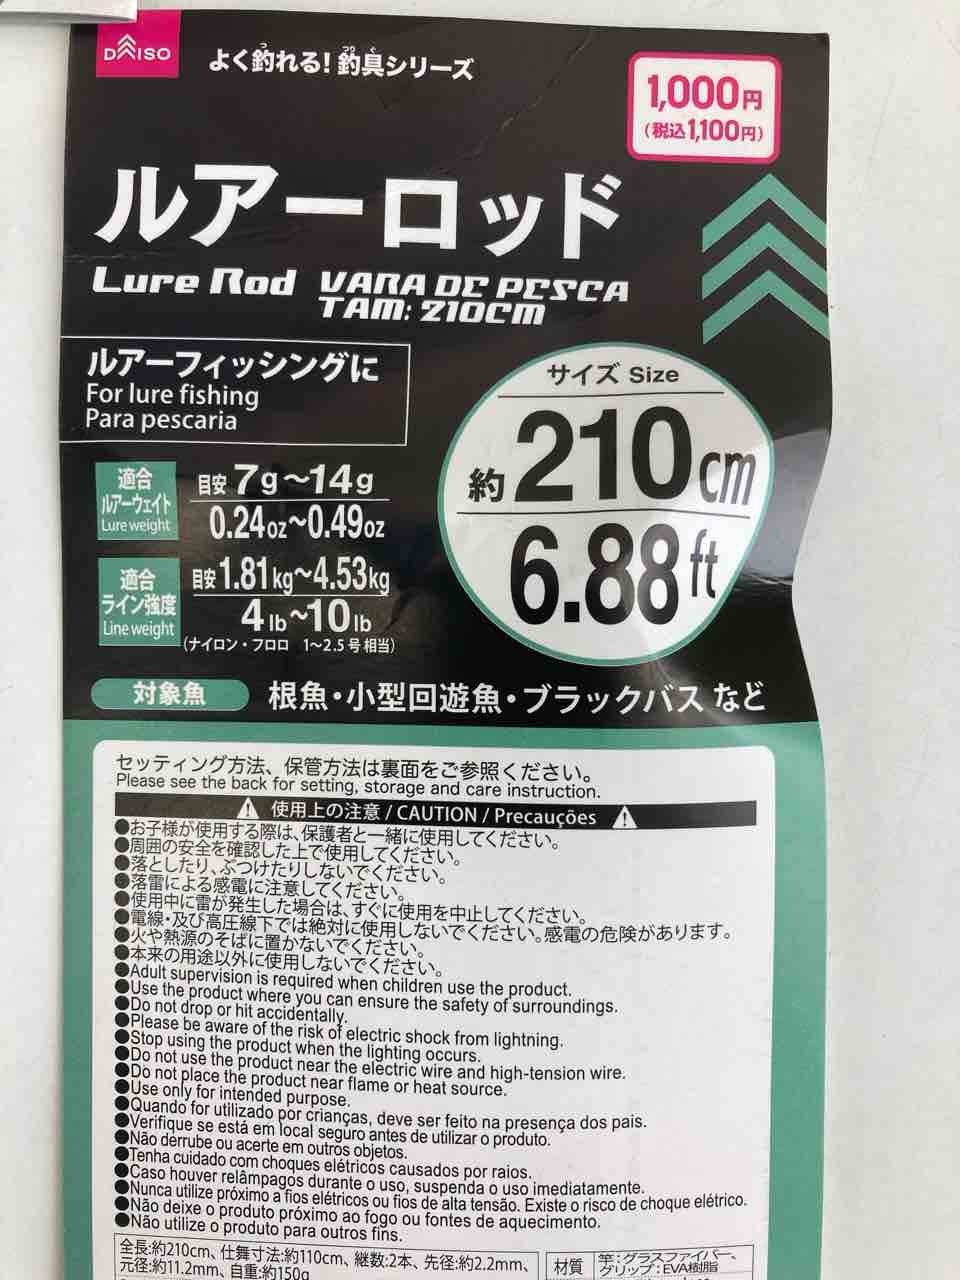 DAISO
よく釣れる!釣具シリーズ
1,000円
(税込1,100円)
ルアーロッド
Lure Rod VARA DE PESCA
TAM: 210CM
ルアーフィッシングに
For lure fishing
Para pescaria
サイズ Size
約210cm
6.88ft
適合
ルアーウェイト
Lure weight
目安 7g～14g
0.24oz～0.49oz
適合
ライン強度
Line weight
目安1.81kg～4.53kg
4lb～10lb
(ナイロン・フロロ 1～2.5号相当)
対象魚 根魚・小型回遊魚・ブラックバス など
セッティング方法、保管方法は裏面をご参照ください。
Please see the back for setting, storage and care instruction.
使用上の注意 / CAUTION / Precauções
●お子様が使用する際は、保護者と一緒に使用してください。
●周囲の安全を確認した上で使用してください。
●落としたり、ぶつけたりしないでください。
●落雷による感電に注意してください。
●使用中に雷が発生した場合は、すぐに使用を中止してください。
●電線・及び高圧線下では絶対に使用しないでください。感電の危険があります。
●火や熱源のそばに置かないでください。
●本来の用途以外に使用しないでください。
●Adult supervision is required when children use the product.
●Use the product where you can ensure the safety of surroundings.
●Do not drop or hit accidentally.
●Please be aware of the risk of electric shock from lightning.
●Stop using the product when the lighting occurs.
●Do not use the product near the electric wire and high-tension wire.
●Do not place the product near flame or heat source.
●Use only for intended purpose.
●Quando for utilizado por crianças, deve ser feito na presença dos pais.
●Verifique se está em local seguro antes de utilizar o produto.
●Não derrube ou acerte em outros objetos.
●Tenha cuidado com choques elétricos causados por raios.
●Caso houver relâmpagos durante o uso, suspenda o uso imediatamente.
●Nunca utilize próximo a fios elétricos ou fios de alta tensão. Existe o risco de choque elétrico.
●Não deixe o produto próximo ao fogo ou fontes de aquecimento.
●Não utilize o produto para outros fins.
全長:約210cm、仕舞寸法:約110cm、継数:2本、先径:約2.2mm、
元径:約11.2mm、自重:約150g
材質
竿:グラスファイバー、
グリップ:EVA樹脂